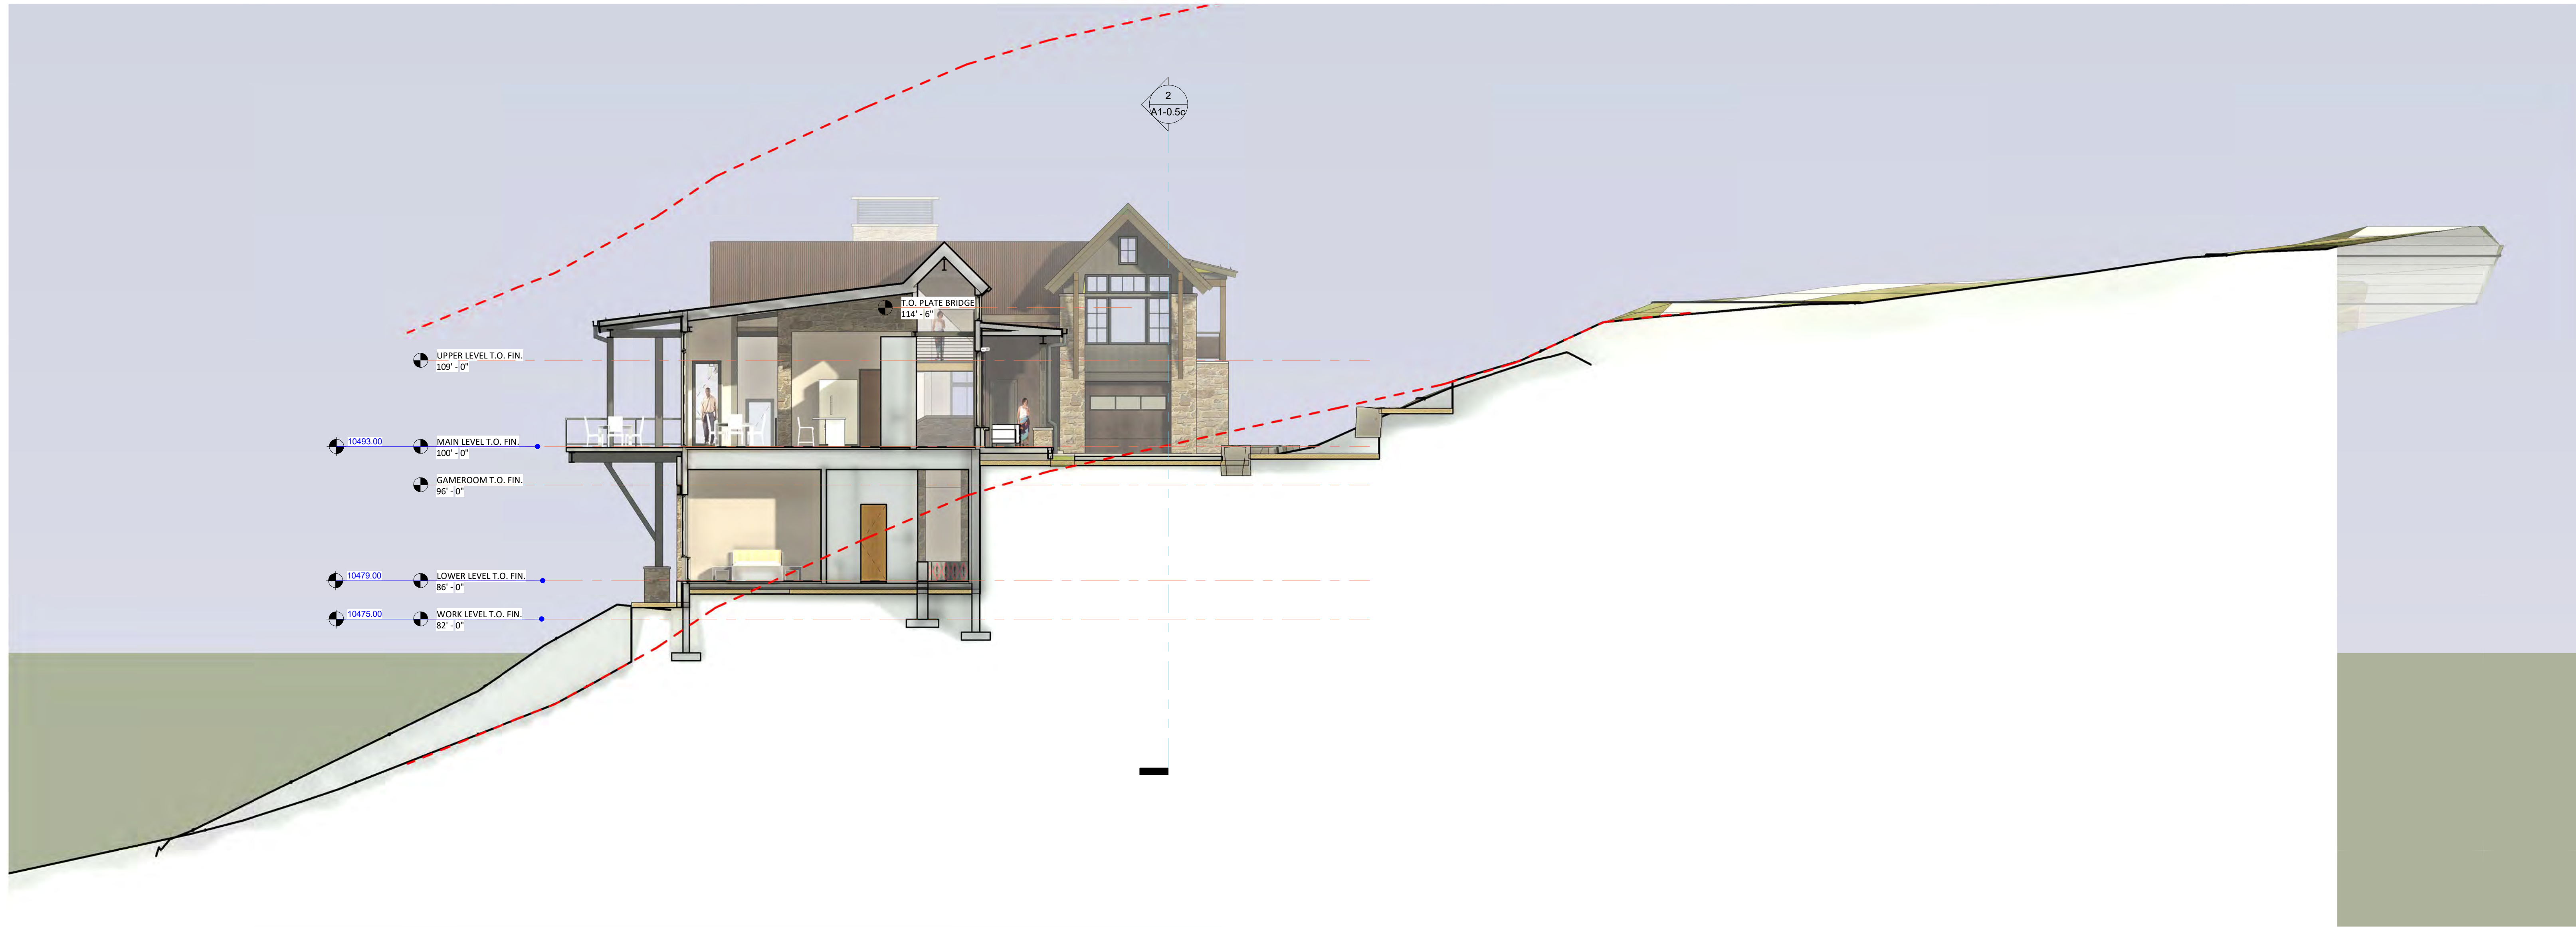 2
A1-0.5c
T.O. PLATE BRIDGE
114' - 6"
UPPER LEVEL T.O. FIN.
109' - 0"
10493.00
MAIN LEVEL T.O. FIN.
100' - 0"
GAMEROOM T.O. FIN.
96' - 0"
10479.00
LOWER LEVEL T.O. FIN.
86' - 0"
10475.00
WORK LEVEL T.O. FIN.
82' - 0"